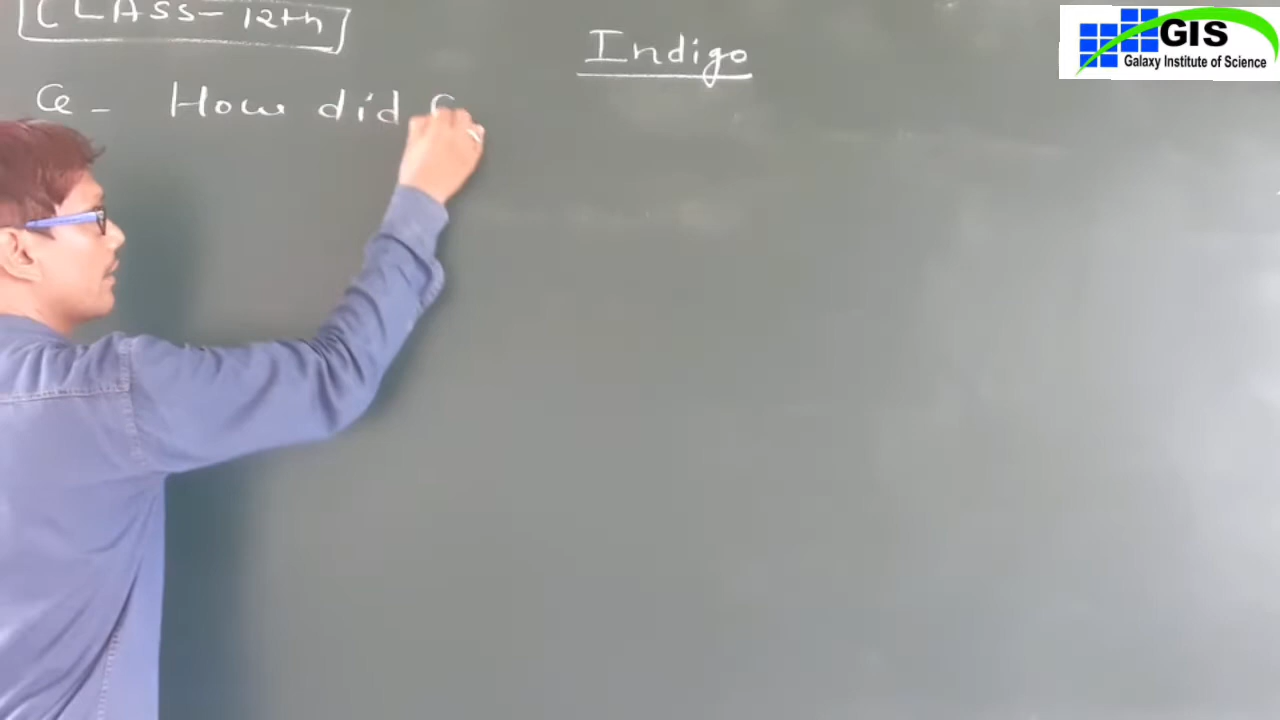 CLASS-12th
Indigo
Q- How did
GIS
Galaxy Institute of Science